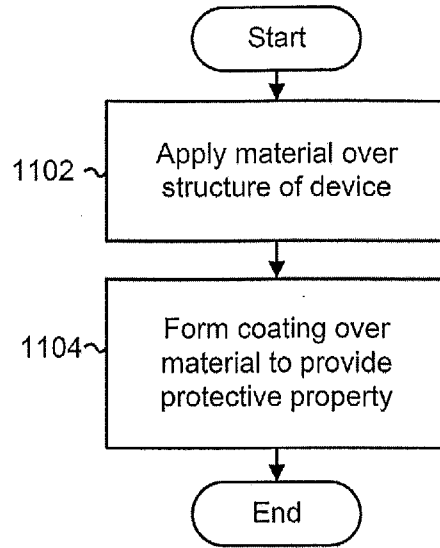 Start
1102
Apply material over
structure of device
1104
Form coating over
material to provide
protective property
End